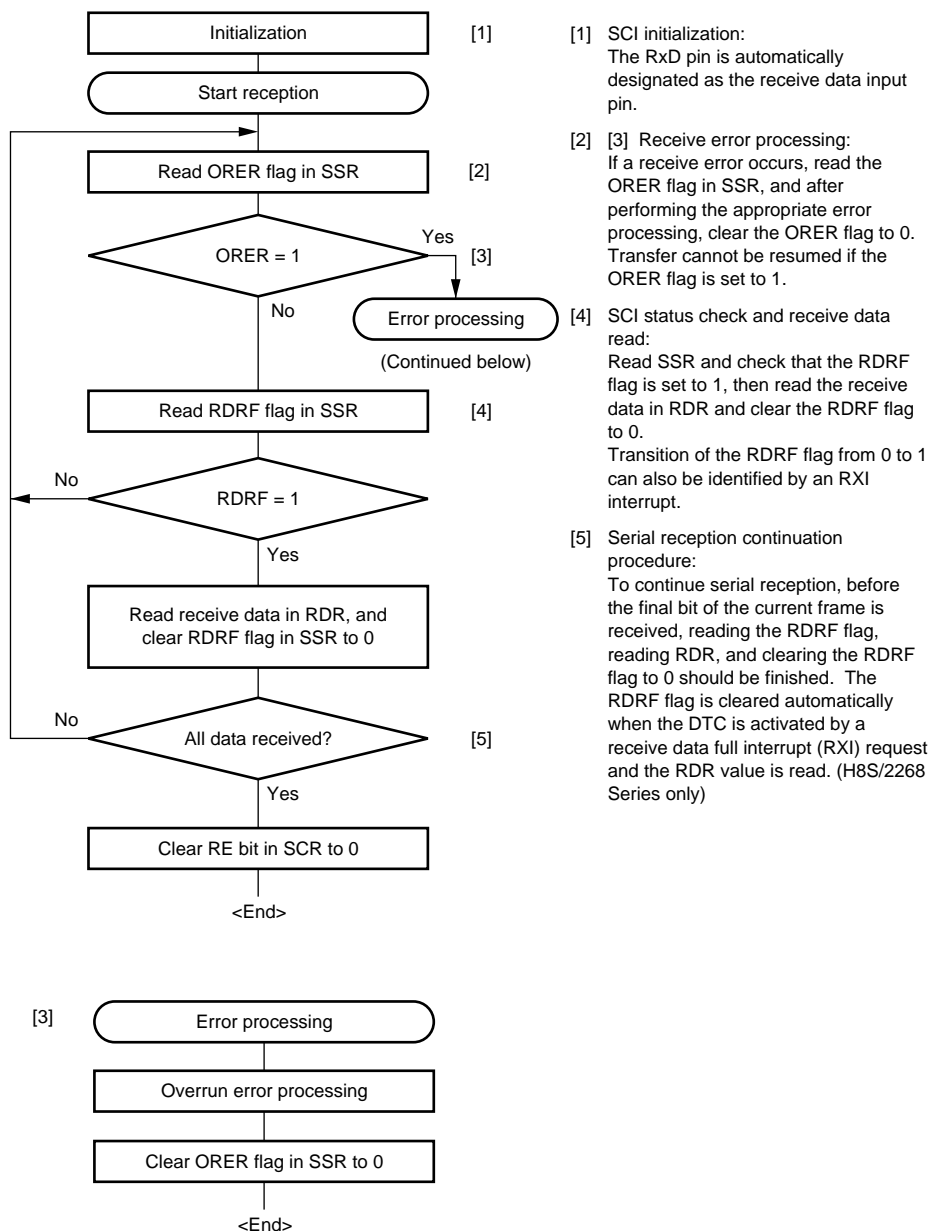 Initialization
[1]
Start reception
Read ORER flag in SSR
[2]
ORER = 1
Yes
[3]
No
Error processing
(Continued below)
Read RDRF flag in SSR
[4]
No
RDRF = 1
Yes
Read receive data in RDR, and
clear RDRF flag in SSR to 0
No
All data received?
[5]
Yes
Clear RE bit in SCR to 0
<End>
[1] SCI initialization:
The RxD pin is automatically
designated as the receive data input
pin.
[2] [3] Receive error processing:
If a receive error occurs, read the
ORER flag in SSR, and after
performing the appropriate error
processing, clear the ORER flag to 0.
Transfer cannot be resumed if the
ORER flag is set to 1.
[4] SCI status check and receive data
read:
Read SSR and check that the RDRF
flag is set to 1, then read the receive
data in RDR and clear the RDRF flag
to 0.
Transition of the RDRF flag from 0 to 1
can also be identified by an RXI
interrupt.
[5] Serial reception continuation
procedure:
To continue serial reception, before
the final bit of the current frame is
received, reading the RDRF flag,
reading RDR, and clearing the RDRF
flag to 0 should be finished. The
RDRF flag is cleared automatically
when the DTC is activated by a
receive data full interrupt (RXI) request
and the RDR value is read. (H8S/2268
Series only)
[3]
Error processing
Overrun error processing
Clear ORER flag in SSR to 0
<End>